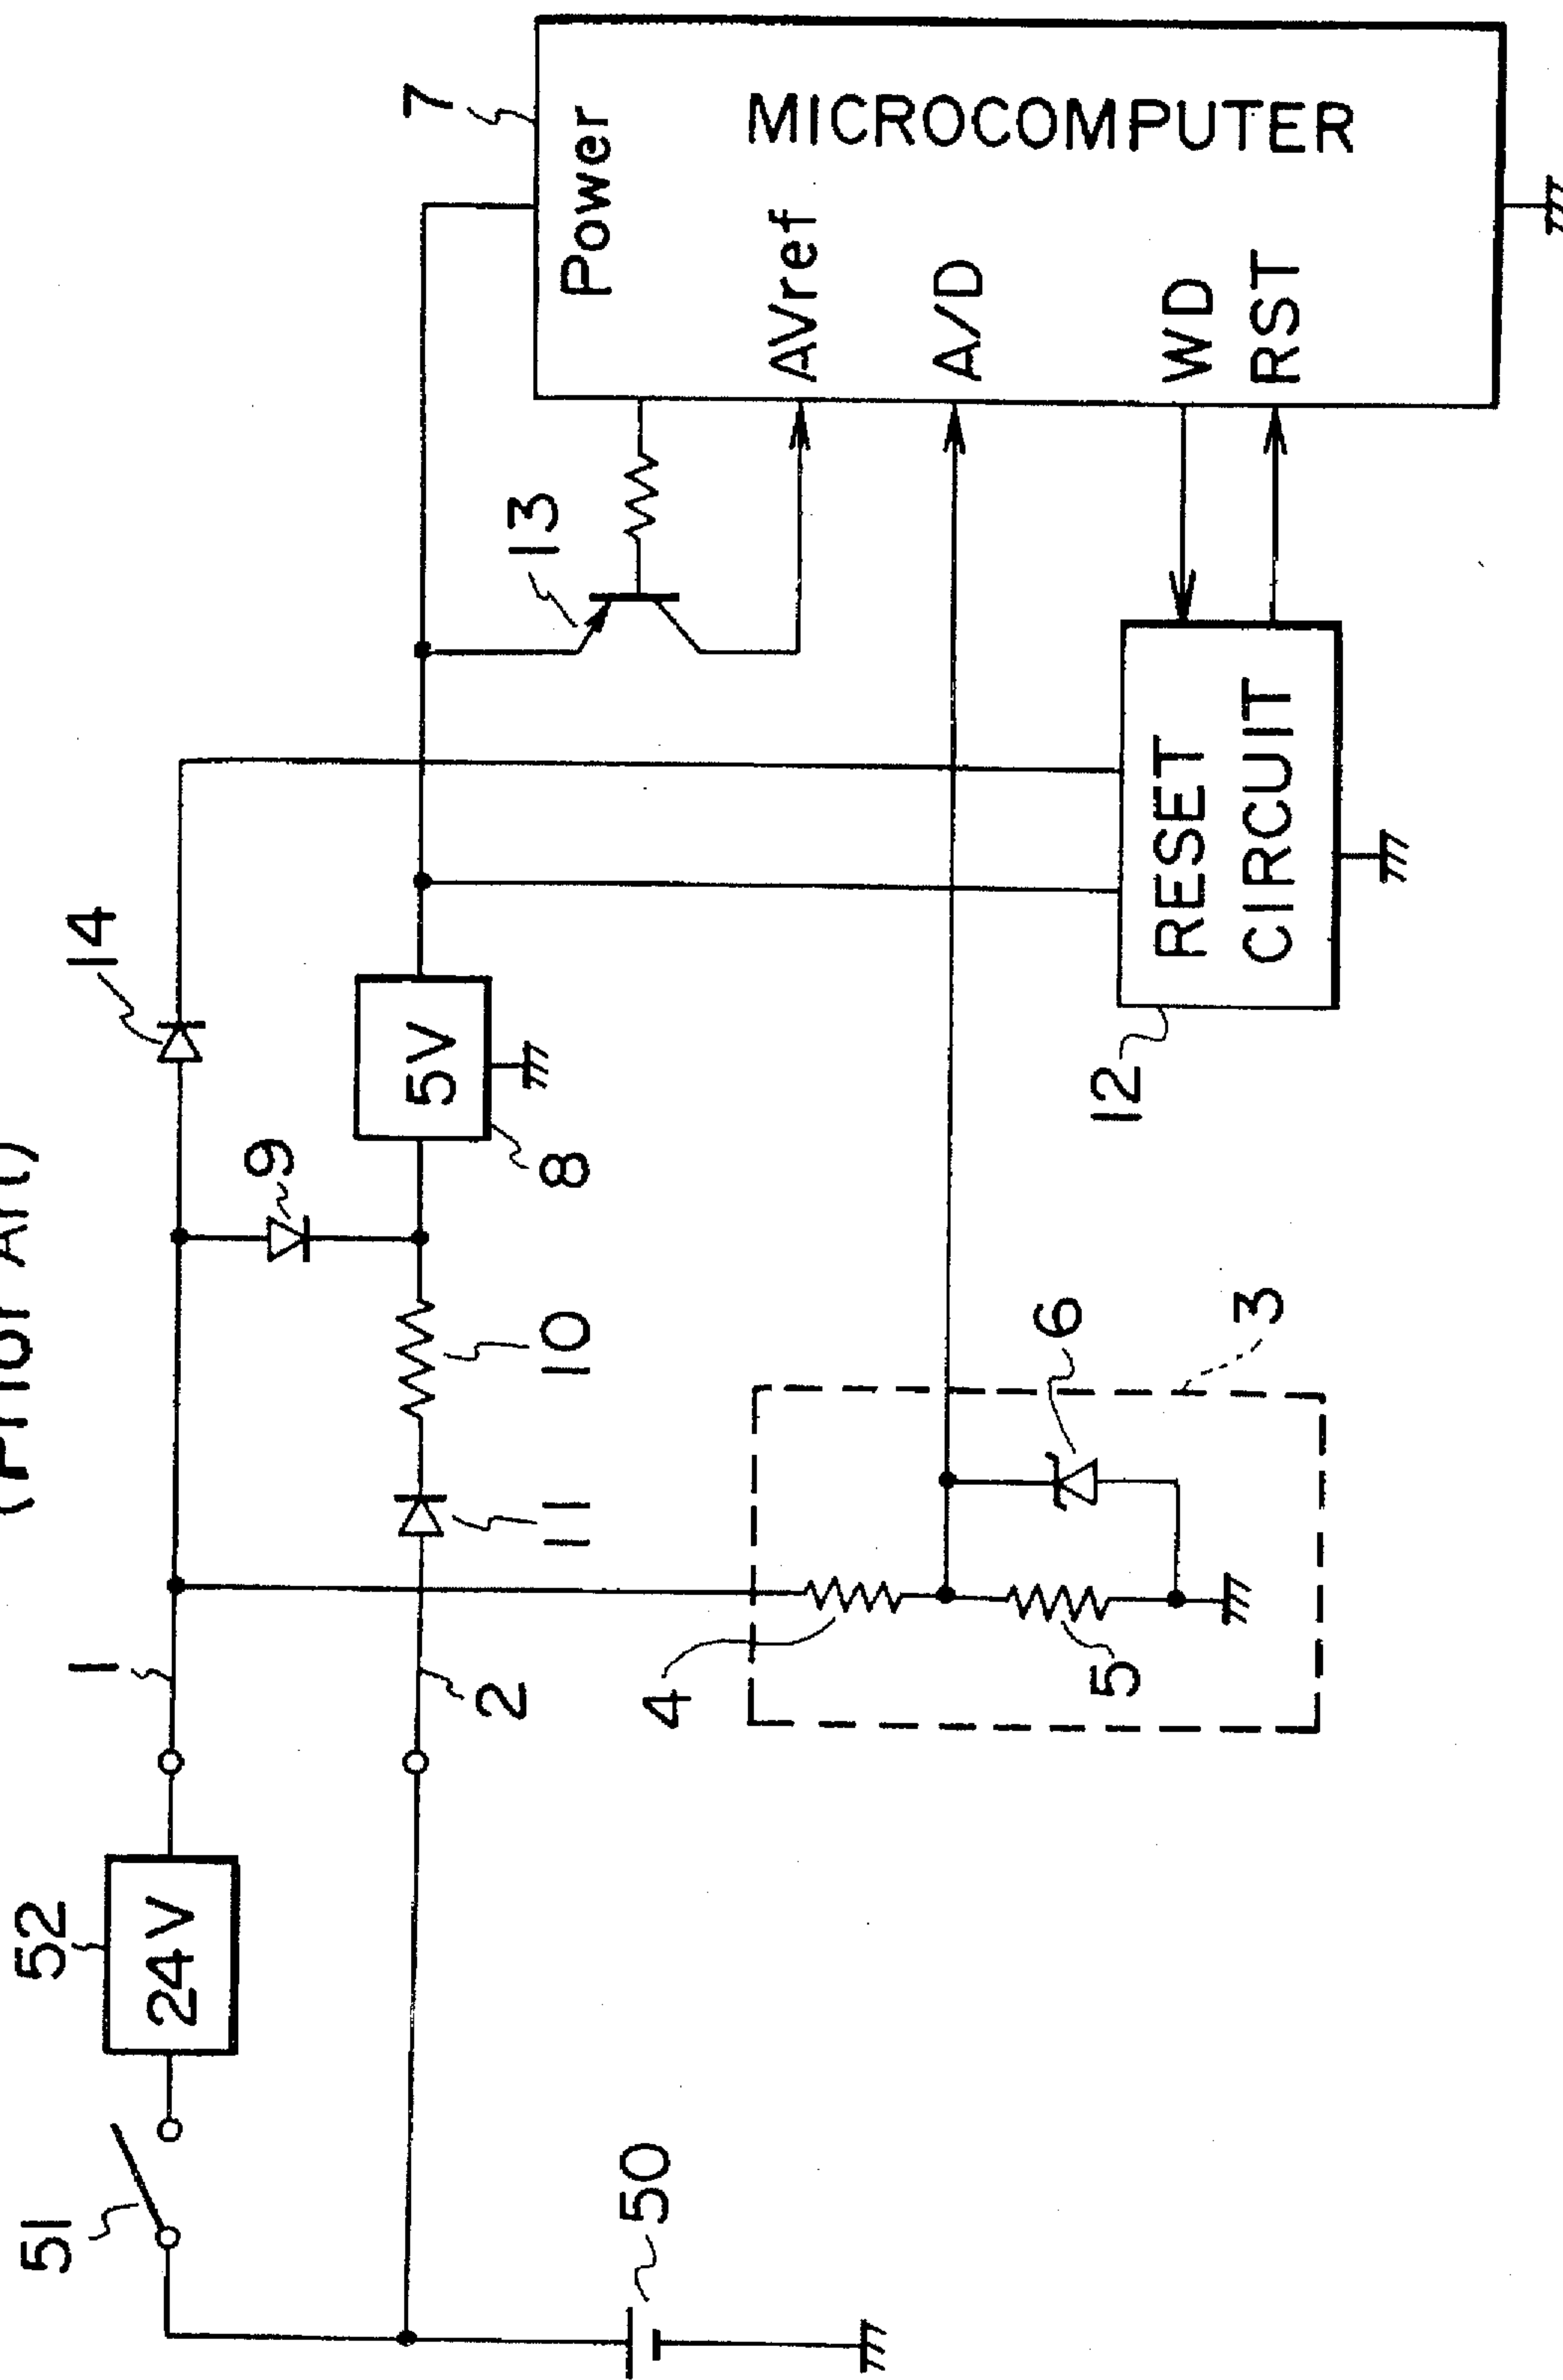 (Prior Art)
52
51
24V
1
14
9
5V
8
10
11
2
50
7
Power
MICROCOMPUTER
AVref
A/D
WD
RST
13
4
5
6
3
RESET
CIRCUIT
12